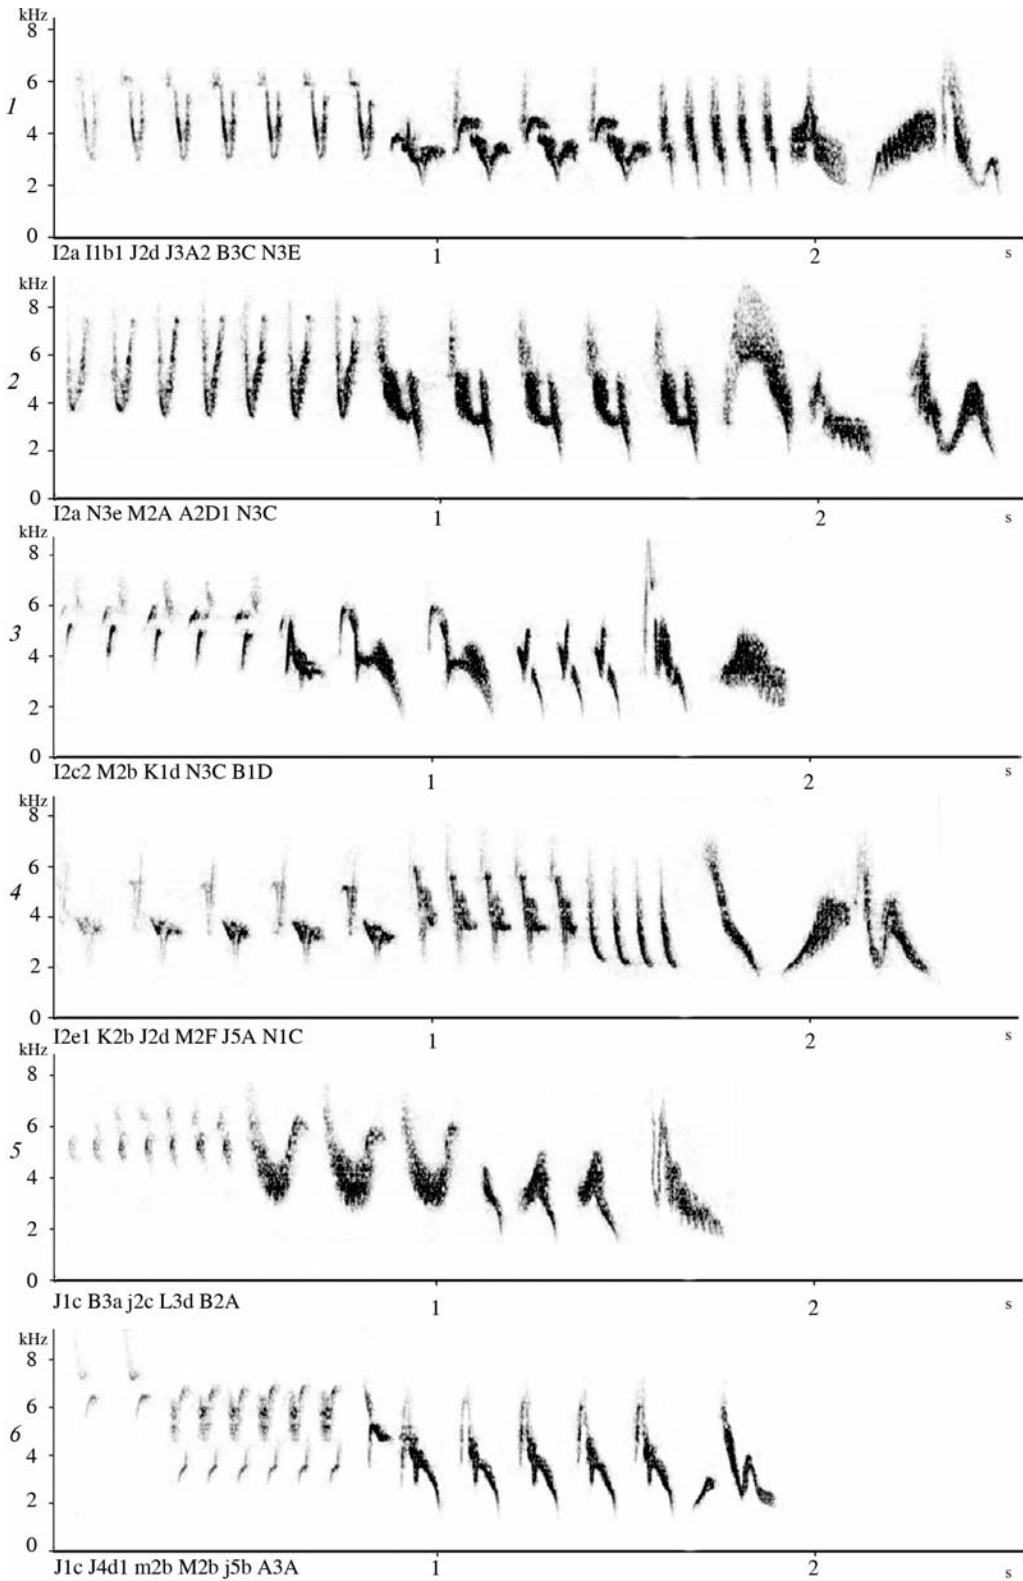 kHz
8
6
1
4
2
0
I2a I1b1 J2d J3A2 B3C N3E
1
2
s
kHz
8
6
2
4
2
0
I2a N3e M2A A2D1 N3C
1
2
s
kHz
8
6
3
4
2
0
I2c2 M2b K1d N3C B1D
1
2
s
kHz
8
6
4
4
2
0
I2e1 K2b J2d M2F J5A N1C
1
2
s
kHz
8
6
5
4
2
0
J1c B3a j2c L3d B2A
1
2
s
kHz
8
6
6
4
2
0
J1c J4d1 m2b M2b j5b A3A
1
2
s